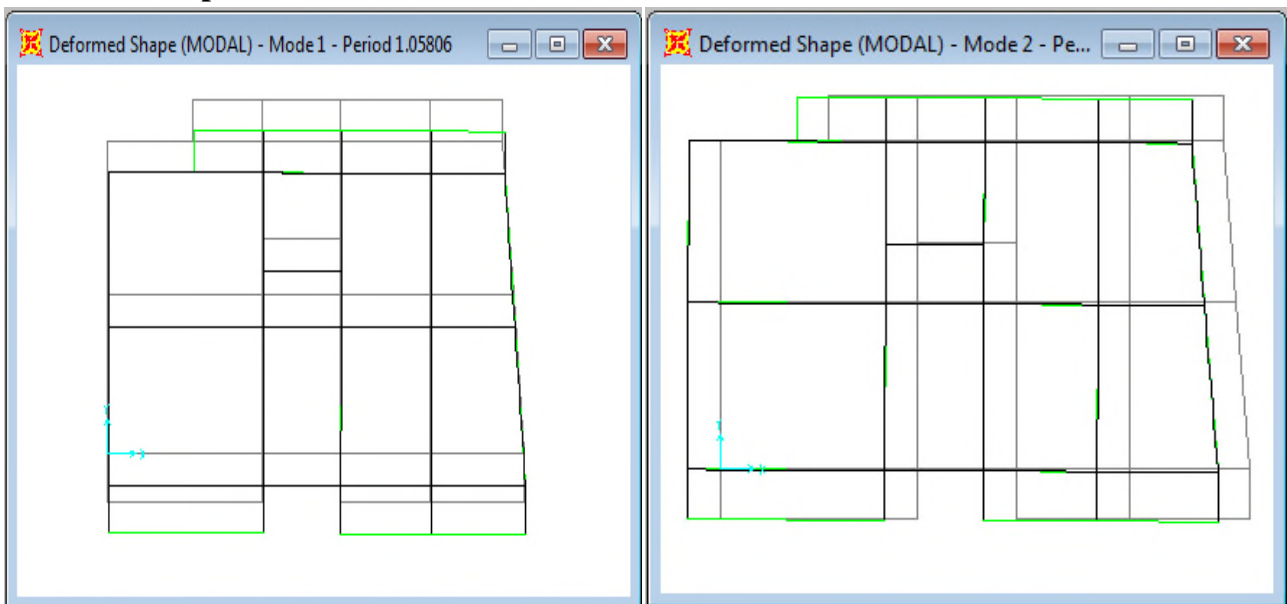 Deformed Shape (MODAL) - Mode 1 - Period 1.05806
Deformed Shape (MODAL) - Mode 2 - Pe...